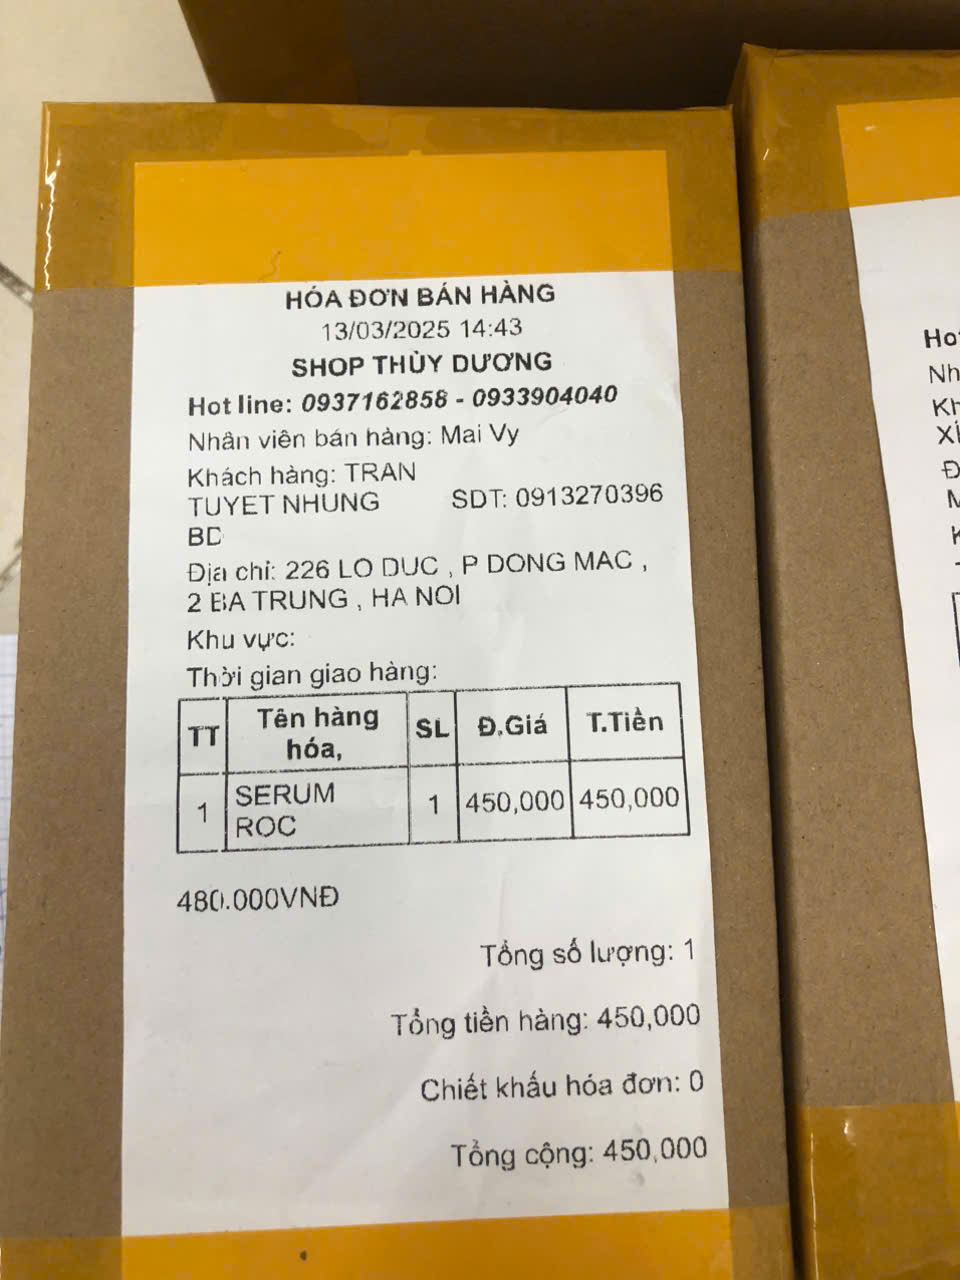 HÓA ĐƠN BÁN HÀNG
13/03/2025 14:43
SHOP THÙY DƯƠNG
Hot line: 0937162858 - 0933904040
Nhân viên bán hàng: Mai Vy
Khách hàng: TRAN
TUYET NHUNG SDT: 0913270396
BD
Địa chỉ: 226 LO DUC , P DONG MAC ,
2 BA TRUNG , HA NOI
Khu vực:
Thời gian giao hàng:
TT Tên hàng hóa, SL Đ.Giá T.Tiền
1 SERUM ROC 1 450,000 450,000
480.000VNĐ
Tổng số lượng: 1
Tổng tiền hàng: 450,000
Chiết khấu hóa đơn: 0
Tổng cộng: 450,000
Nh
Kh